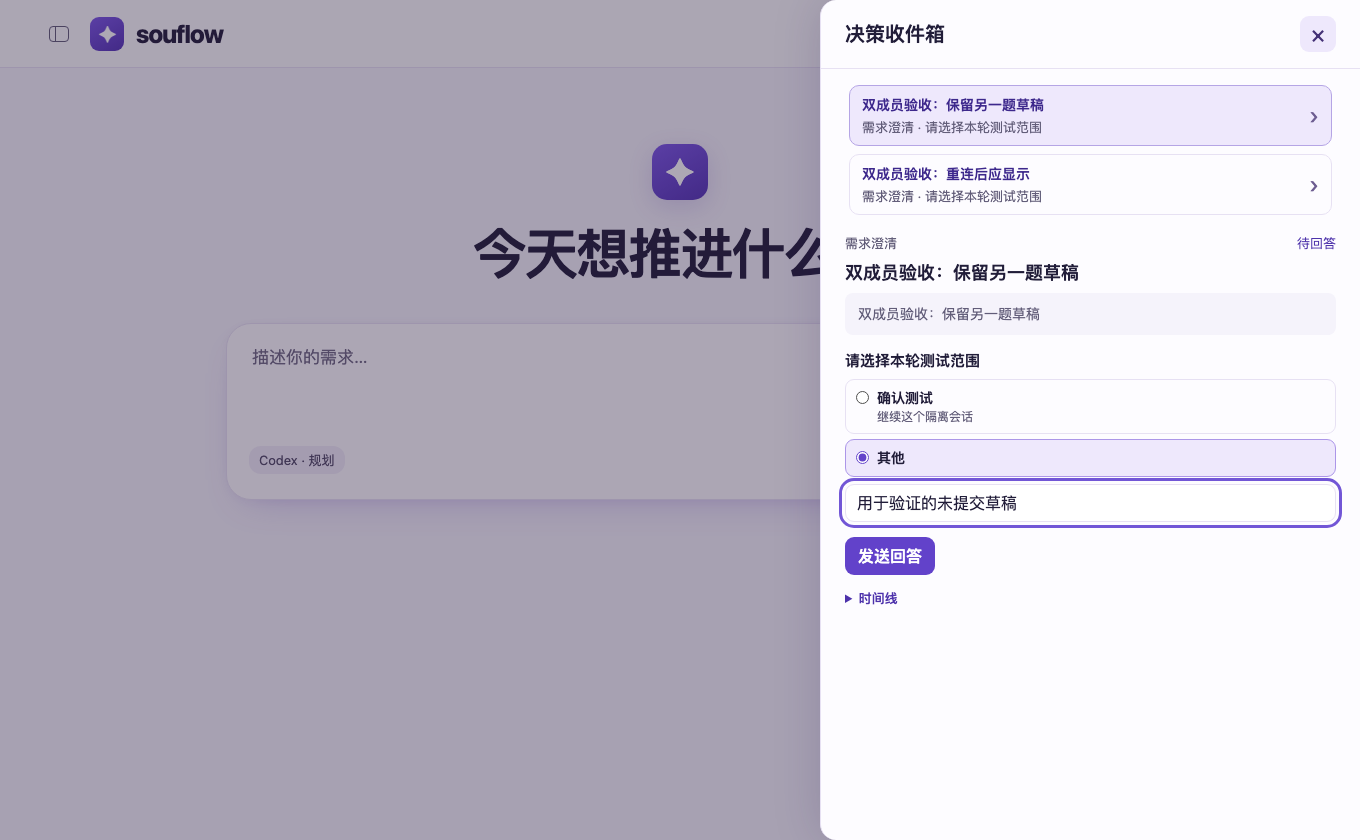 souflow
今天想推进什么
描述你的需求...
Codex · 规划
决策收件箱
双成员验收：保留另一题草稿
需求澄清 · 请选择本轮测试范围
双成员验收：重连后应显示
需求澄清 · 请选择本轮测试范围
需求澄清
待回答
双成员验收：保留另一题草稿
双成员验收：保留另一题草稿
请选择本轮测试范围
确认测试
继续这个隔离会话
其他
用于验证的未提交草稿
发送回答
时间线